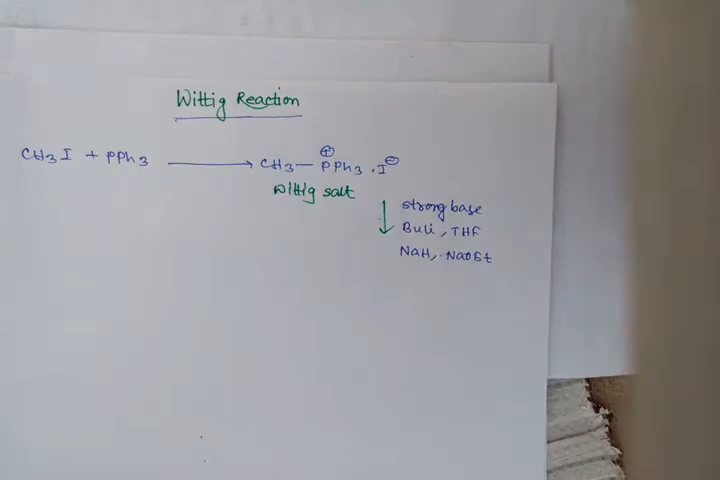 Wittig Reaction
CH3I + PPh3 ⟶ CH3 — P⊕Ph3 . I⊖
Wittig salt
strong base
Buli, THF
NaH, NaOEt